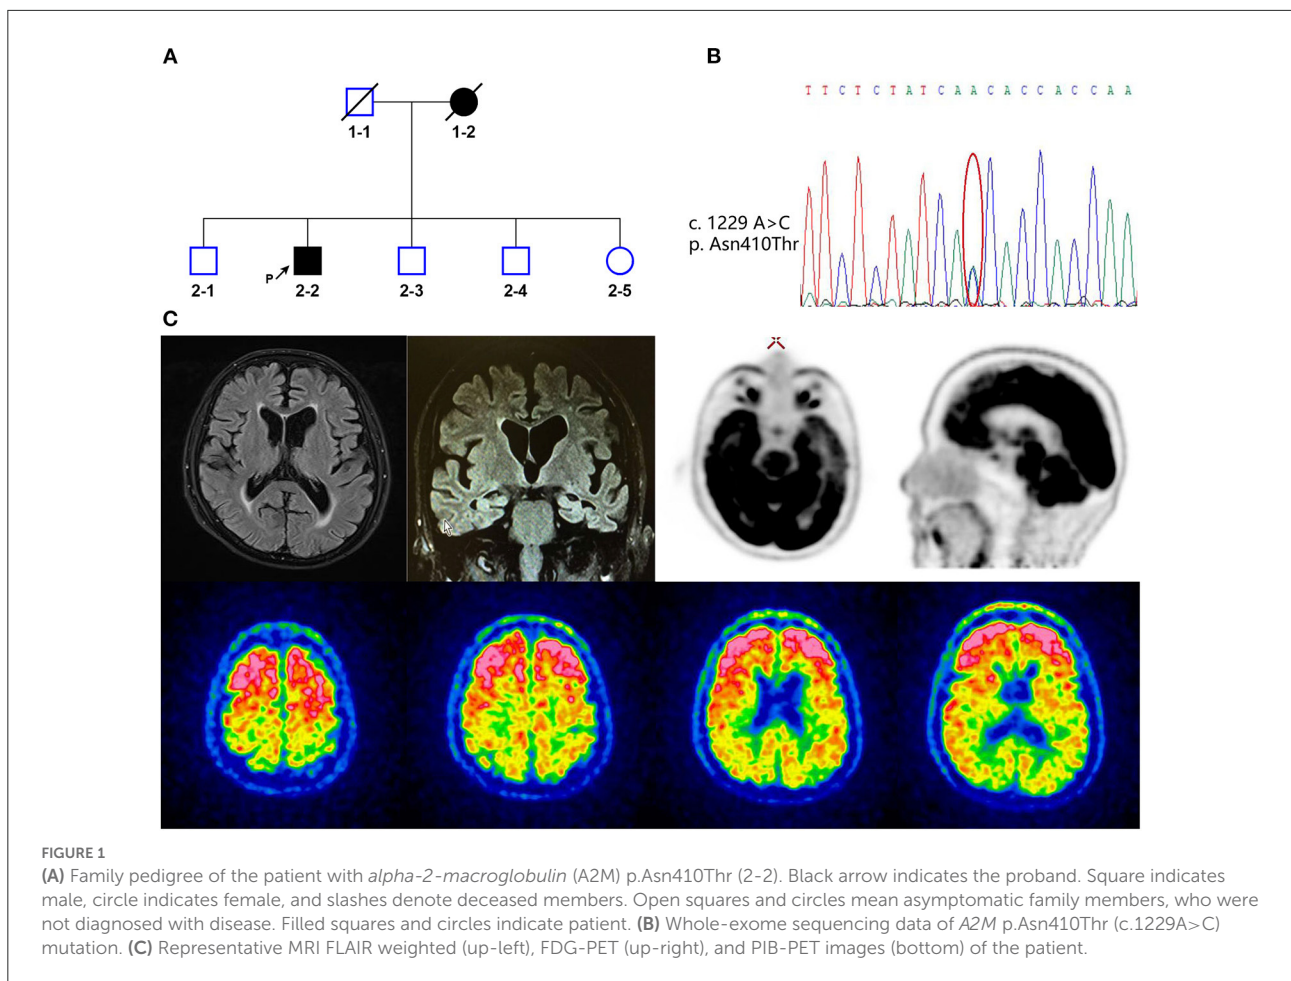 A
1-1
1-2
P
2-1
2-2
2-3
2-4
2-5
B
T T C T C T A T C A A C A C C A C C A A
c. 1229 A>C
p. Asn410Thr
C
FIGURE 1
(A) Family pedigree of the patient with alpha-2-macroglobulin (A2M) p.Asn410Thr (2-2). Black arrow indicates the proband. Square indicates
male, circle indicates female, and slashes denote deceased members. Open squares and circles mean asymptomatic family members, who were
not diagnosed with disease. Filled squares and circles indicate patient. (B) Whole-exome sequencing data of A2M p.Asn410Thr (c.1229A>C)
mutation. (C) Representative MRI FLAIR weighted (up-left), FDG-PET (up-right), and PIB-PET images (bottom) of the patient.